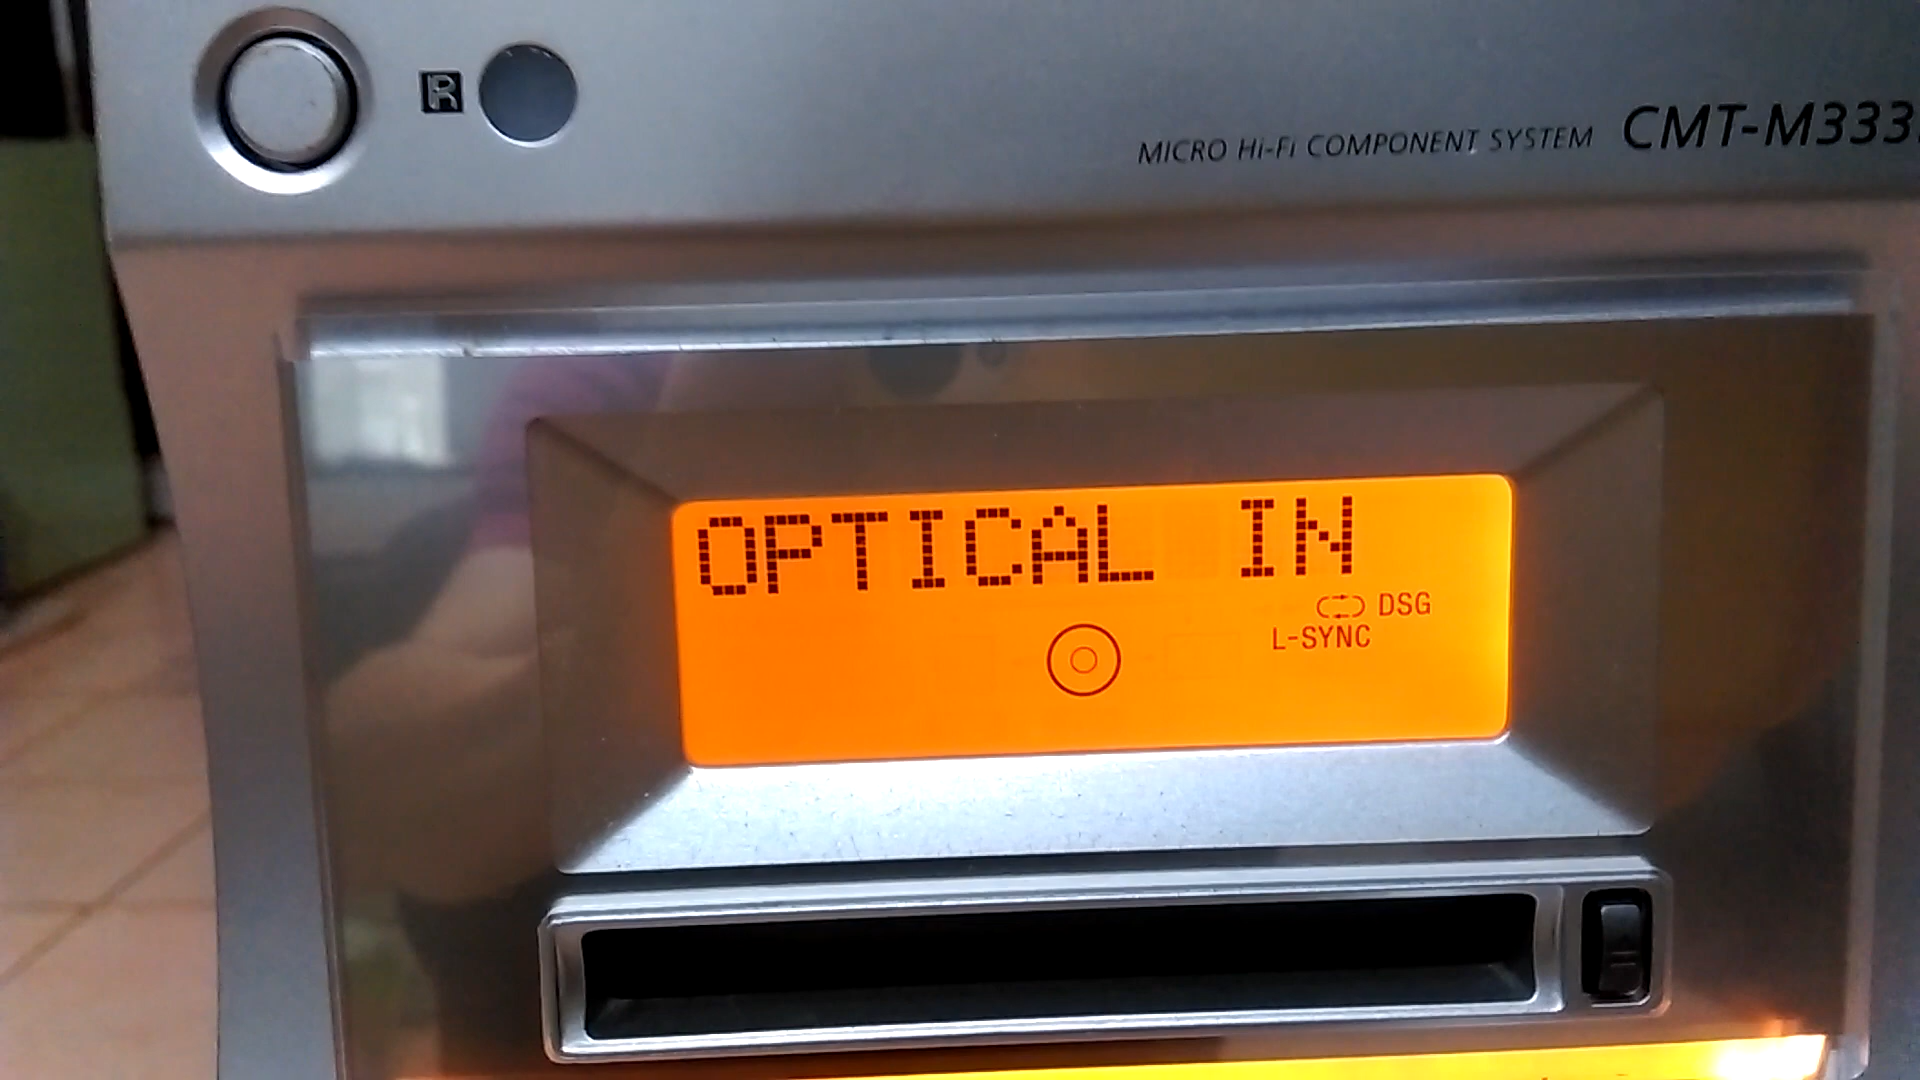 R
MICRO Hi-Fi COMPONENT SYSTEM CMT-M333
OPTICAL IN
DSG
L-SYNC